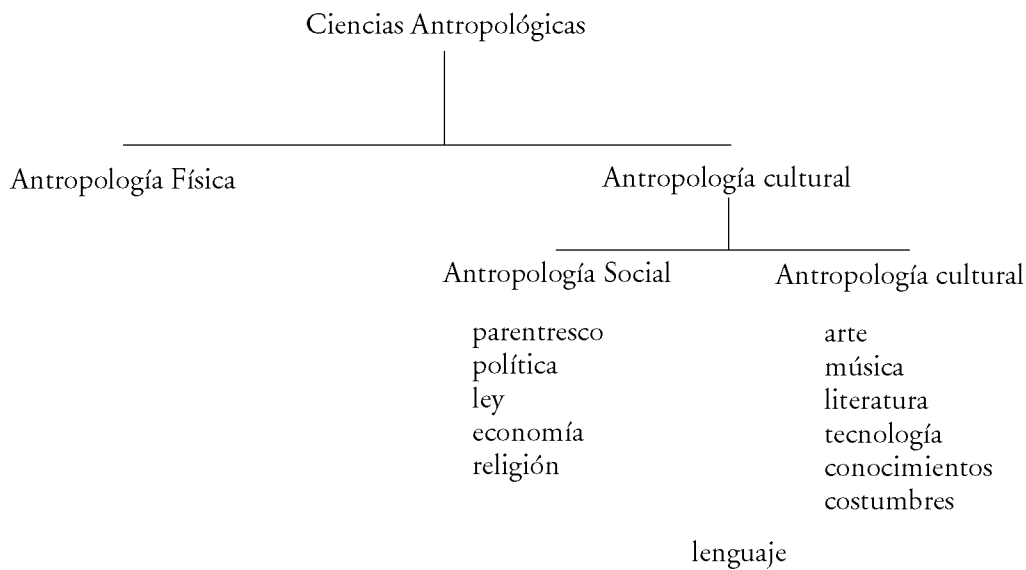 Ciencias Antropológicas
Antropología Física
Antropología cultural
Antropología Social
parentresco
política
ley
economía
religión
Antropología cultural
arte
música
literatura
tecnología
conocimientos
costumbres
lenguaje